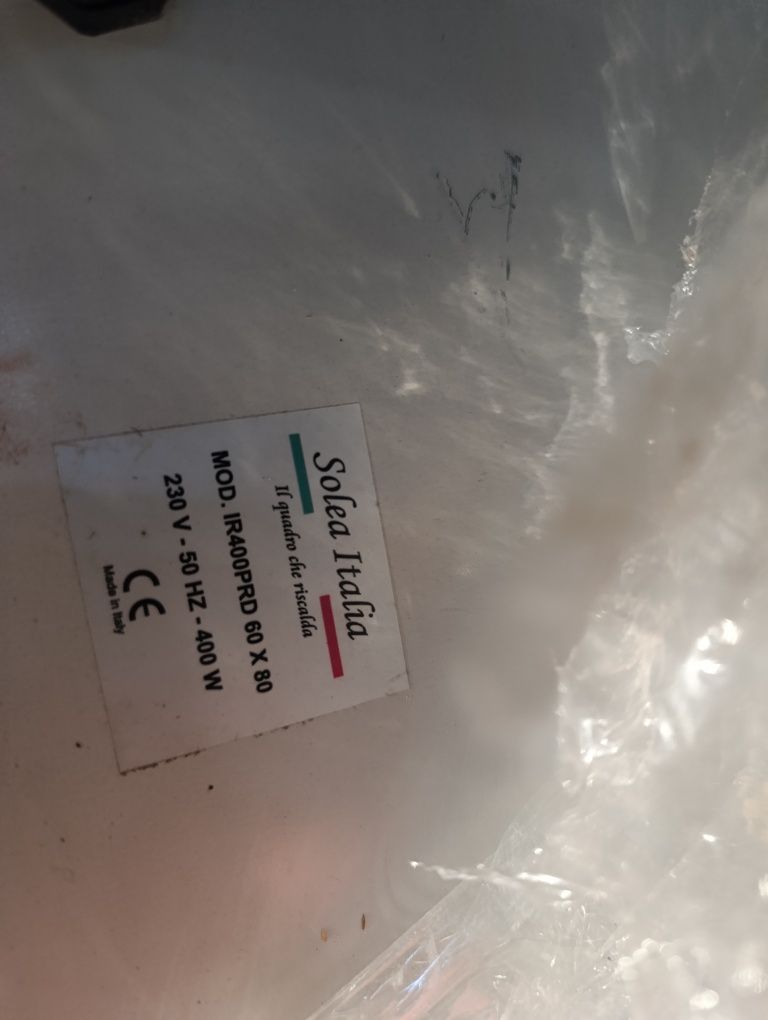 Solea Italia
Il quadro che riscalda
MOD. IR400PRD 60 X 80
230 V - 50 HZ - 400 W
CE
Made in Italy